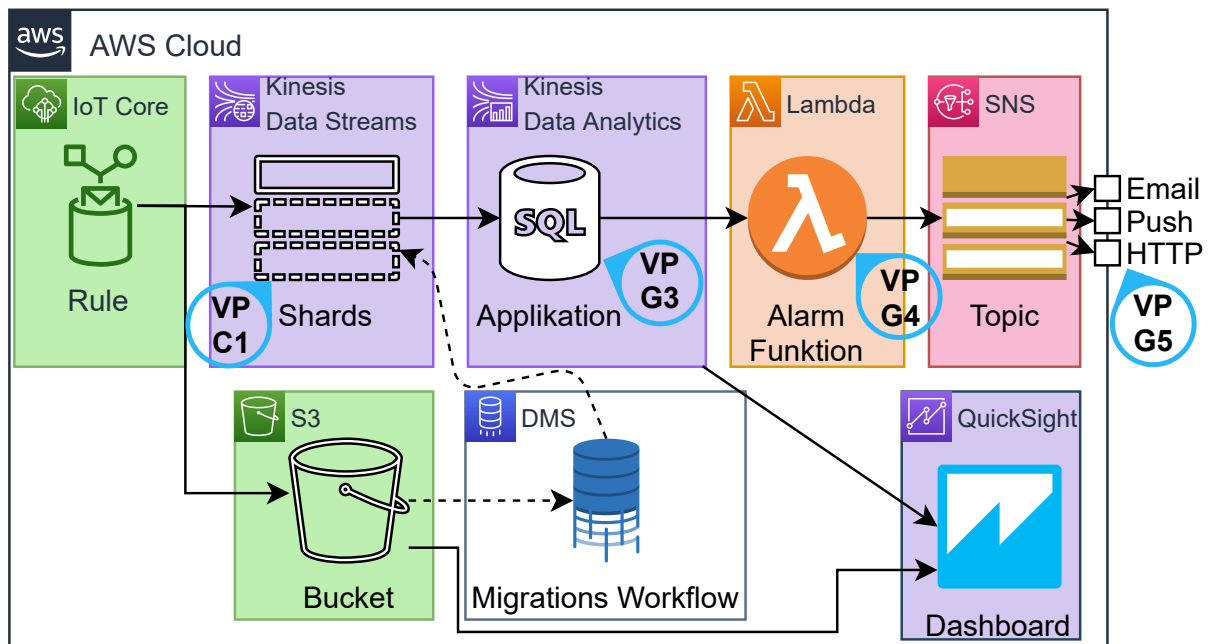 aws
AWS Cloud
IoT Core
Kinesis
Data Streams
Kinesis
Data Analytics
Lambda
SNS
SQL
Email
Push
HTTP
Rule
VP
C1
Shards
Applikation
VP
G3
Alarm
Funktion
VP
G4
Topic
VP
G5
S3
DMS
QuickSight
Bucket
Migrations Workflow
Dashboard